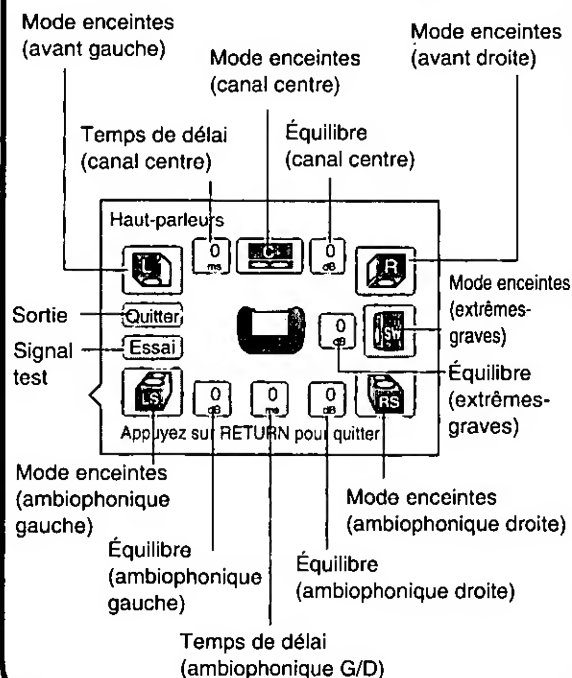 Mode enceintes
(avant gauche)
Mode enceintes
(canal centre)
Mode enceintes
(avant droite)
Temps de délai
(canal centre)
Équilibre
(canal centre)
Haut-parleurs
L
0
ms
C
0
dB
R
Sortie
Quitter
Signal
test
Essai
0
dB
SW
Mode enceintes
(extrêmes-
graves)
Équilibre
(extrêmes-
graves)
LS
0
dB
0
ms
0
dB
RS
Appuyez sur RETURN pour quitter
Mode enceintes
(ambiophonique
gauche)
Mode enceintes
(ambiophonique droite)
Équilibre
(ambiophonique
gauche)
Équilibre
(ambiophonique droite)
Temps de délai
(ambiophonique G/D)